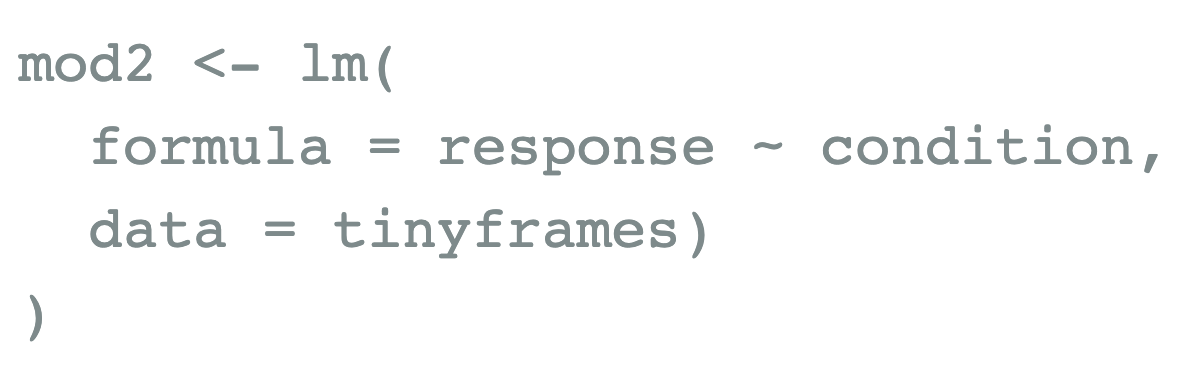 mod2 <- lm(
  formula = response ~ condition,
  data = tinyframes)
)